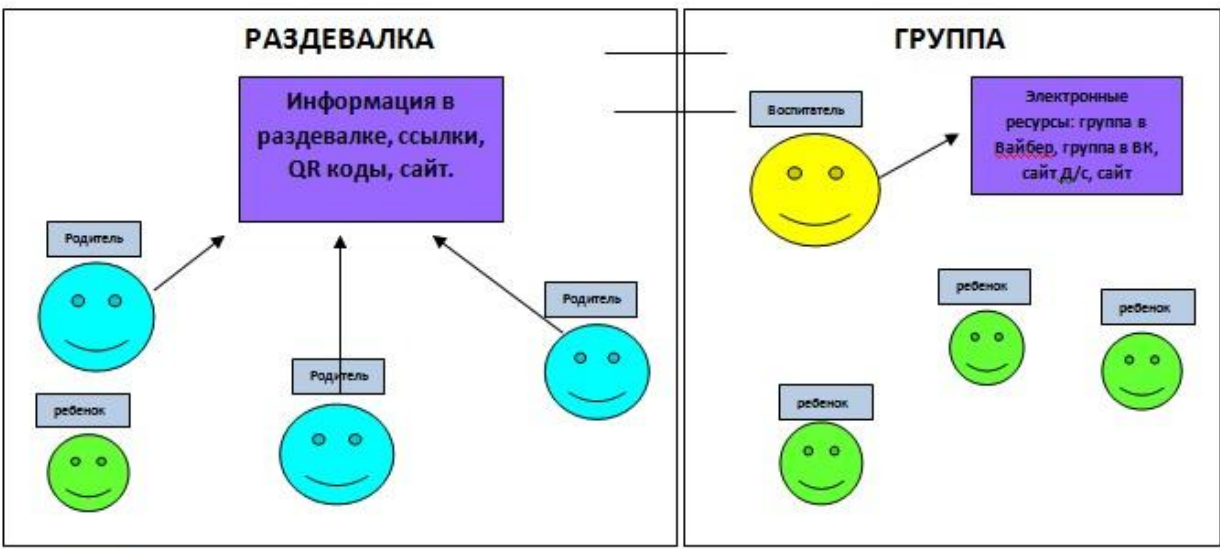 РАЗДЕВАЛКА
Информация в
раздевалке, ссылки,
QR коды, сайт.
Родитель
Родитель
Родитель
ребенок
ГРУППА
Воспитатель
Электронные
ресурсы: группа в
Вайбер, группа в ВК,
сайт Д/с, сайт
ребенок
ребенок
ребенок